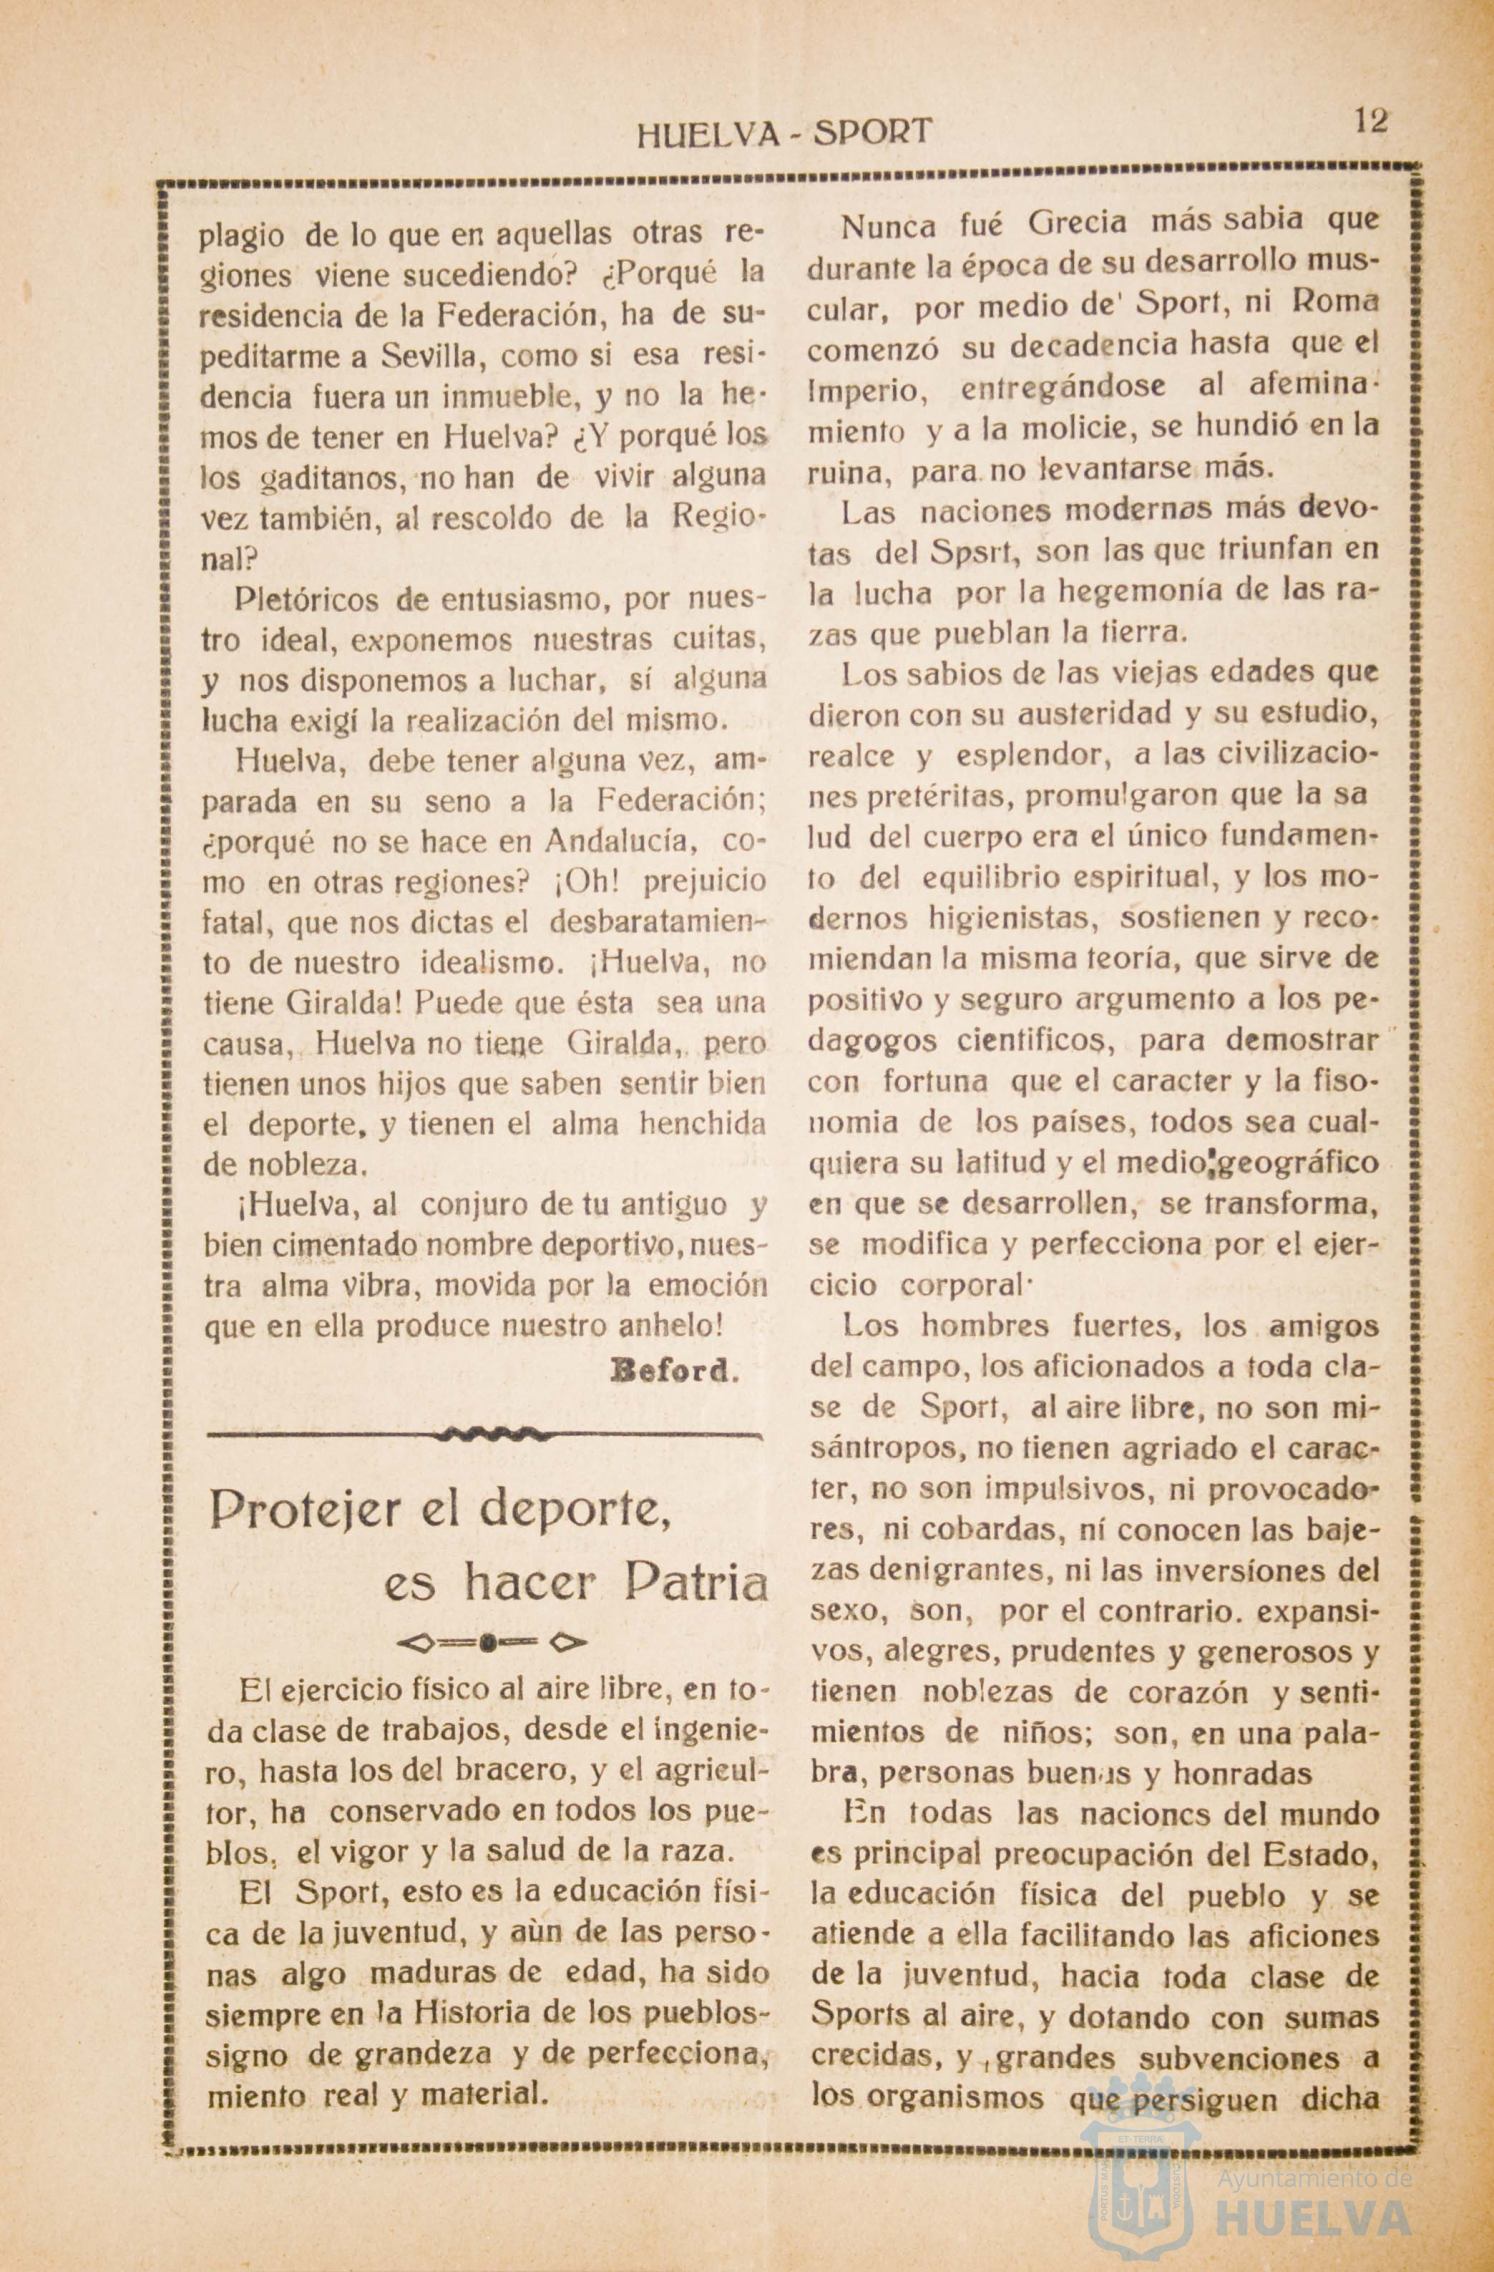 HUELVA - SPORT
12
plagio de lo que en aquellas otras re-
giones viene sucediendo? ¿Porqué la
residencia de la Federación, ha de su-
peditarme a Sevilla, como si esa resi-
dencia fuera un inmueble, y no la he-
mos de tener en Huelva? ¿Y porqué los
los gaditanos, no han de vivir alguna
vez también, al rescoldo de la Regio-
nal?
Pletóricos de entusiasmo, por nues-
tro ideal, exponemos nuestras cuitas,
y nos disponemos a luchar, sí alguna
lucha exigí la realización del mismo.
Huelva, debe tener alguna vez, am-
parada en su seno a la Federación;
¿porqué no se hace en Andalucía, co-
mo en otras regiones? ¡Oh! prejuicio
fatal, que nos dictas el desbaratamien-
to de nuestro idealismo. ¡Huelva, no
tiene Giralda! Puede que ésta sea una
causa, Huelva no tiene Giralda, pero
tienen unos hijos que saben sentir bien
el deporte, y tienen el alma henchida
de nobleza.
¡Huelva, al conjuro de tu antiguo y
bien cimentado nombre deportivo, nues-
tra alma vibra, movida por la emoción
que en ella produce nuestro anhelo!
Beford.
Protejer el deporte,
es hacer Patria
El ejercicio físico al aire libre, en to-
da clase de trabajos, desde el ingenie-
ro, hasta los del bracero, y el agricul-
tor, ha conservado en todos los pue-
blos, el vigor y la salud de la raza.
El Sport, esto es la educación físi-
ca de la juventud, y aùn de las perso-
nas algo maduras de edad, ha sido
siempre en la Historia de los pueblos-
signo de grandeza y de perfecciona,
miento real y material.
Nunca fué Grecia más sabia que
durante la época de su desarrollo mus-
cular, por medio de' Sport, ni Roma
comenzó su decadencia hasta que el
Imperio, entregándose al afemina-
miento y a la molicie, se hundió en la
ruina, para no levantarse más.
Las naciones modernas más devo-
tas del Spsrt, son las que triunfan en
la lucha por la hegemonía de las ra-
zas que pueblan la tierra.
Los sabios de las viejas edades que
dieron con su austeridad y su estudio,
realce y esplendor, a las civilizacio-
nes pretéritas, promulgaron que la sa
lud del cuerpo era el único fundamen-
to del equilibrio espiritual, y los mo-
dernos higienistas, sostienen y reco-
miendan la misma teoría, que sirve de
positivo y seguro argumento a los pe-
dagogos cientificos, para demostrar
con fortuna que el caracter y la fiso-
nomia de los países, todos sea cual-
quiera su latitud y el medio geográfico
en que se desarrollen, se transforma,
se modifica y perfecciona por el ejer-
cicio corporal·
Los hombres fuertes, los amigos
del campo, los aficionados a toda cla-
se de Sport, al aire libre, no son mi-
sántropos, no tienen agriado el carac-
ter, no son impulsivos, ni provocado-
res, ni cobardas, ní conocen las baje-
zas denigrantes, ni las inversíones del
sexo, son, por el contrario. expansi-
vos, alegres, prudentes y generosos y
tienen noblezas de corazón y senti-
mientos de niños; son, en una pala-
bra, personas buenas y honradas
En todas las nacioncs del mundo
es principal preocupación del Estado,
la educación física del pueblo y se
atiende a ella facilitando las aficiones
de la juventud, hacia toda clase de
Sports al aire, y dotando con sumas
crecidas, y grandes subvenciones a
los organismos que persiguen dicha
ET·TERRA
PORTUS MARIS
CUSTODIA
Ayuntamiento de
HUELVA